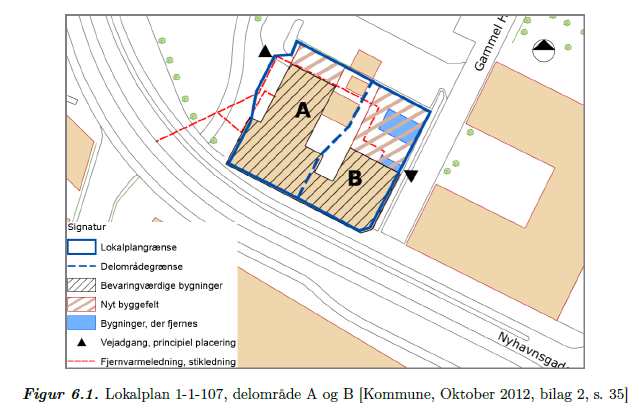 Gammel H
A
B
Signatur
Lokalplangrænse
Delområdegrænse
Bevaringværdige bygninger
Nyt byggefelt
Bygninger, der fjernes
Vejadgang, principiel placering
Fjernvarmeledning, stikledning
Nyhavnsgad
Figur 6.1. Lokalplan 1-1-107, delområde A og B [Kommune, Oktober 2012, bilag 2, s. 35]